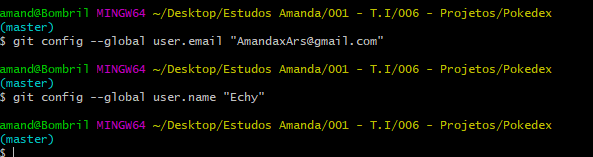 amand@Bombril MINGW64 ~/Desktop/Estudos Amanda/001 - T.I/006 - Projetos/Pokedex
(master)
$ git config --global user.email "AmandaxArs@gmail.com"
amand@Bombril MINGW64 ~/Desktop/Estudos Amanda/001 - T.I/006 - Projetos/Pokedex
(master)
$ git config --global user.name "Echy"
amand@Bombril MINGW64 ~/Desktop/Estudos Amanda/001 - T.I/006 - Projetos/Pokedex
(master)
$